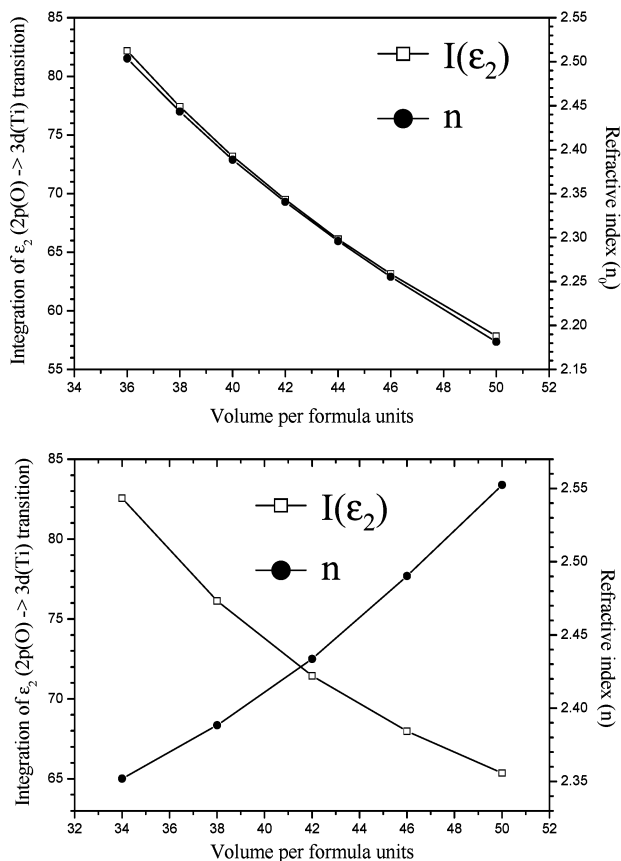 85
80
75
70
65
60
55
Integration of ε₂ (2p(O) -> 3d(Ti) transition)
I(ε₂)
n
2.55
2.50
2.45
2.40
2.35
2.30
2.25
2.20
2.15
Refractive index (n₀)
34 36 38 40 42 44 46 48 50 52
Volume per formula units
85
80
75
70
65
Integration of ε₂ (2p(O) -> 3d(Ti) transition)
I(ε₂)
n
2.55
2.50
2.45
2.40
2.35
Refractive index (n)
32 34 36 38 40 42 44 46 48 50 52
Volume per formula units